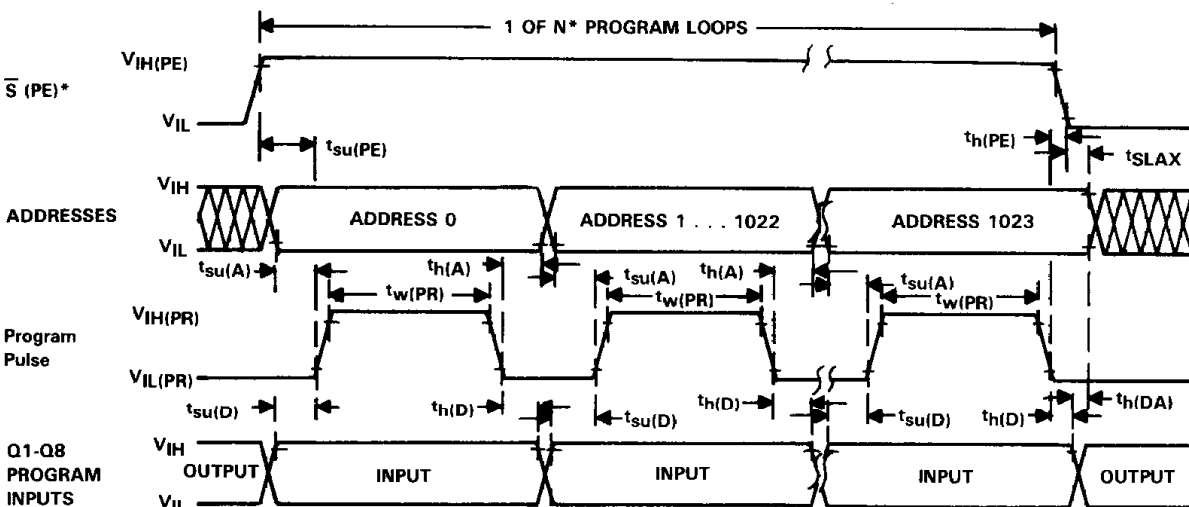 1 OF N* PROGRAM LOOPS
VIH(PE)
S̅ (PE)*
VIL
tsu(PE)
th(PE)
tSLAX
VIH
ADDRESSES
ADDRESS 0
ADDRESS 1 . . . 1022
ADDRESS 1023
VIL
tsu(A)
th(A)
tsu(A)
th(A)
tsu(A)
tw(PR)
tw(PR)
tw(PR)
VIH(PR)
Program
Pulse
VIL(PR)
tsu(D)
th(D)
tsu(D)
th(D)
tsu(D)
th(D)
th(DA)
Q1-Q8
PROGRAM
INPUTS
VIH
OUTPUT
INPUT
INPUT
INPUT
OUTPUT
VIL